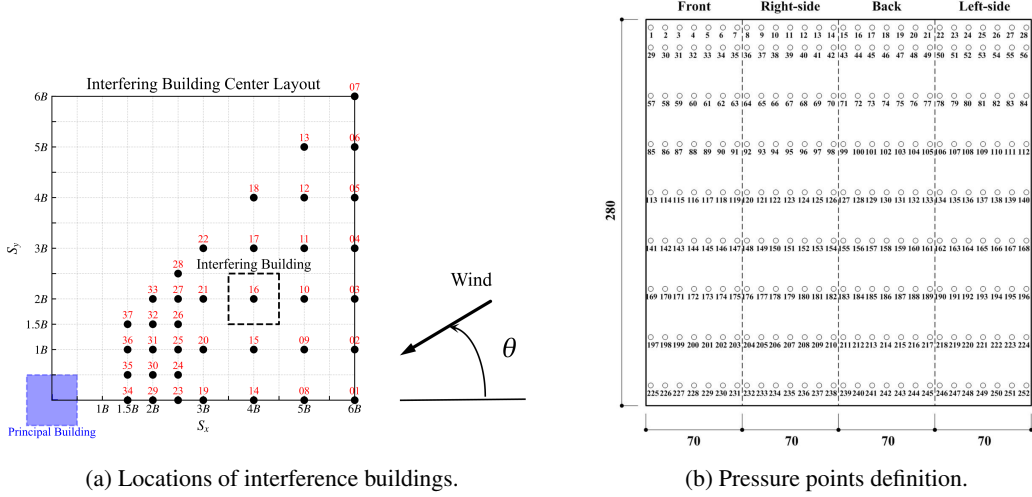 Interfering Building Center Layout
07
6B
13 06
5B
18 12 05
4B
22 17 11 04
3B
S_y
28 Interfering Building
33 27 21 16 10 03
2B
37 32 26
1.5B
36 31 25 20 15 09 02
1B
35 30 24
34 29 23 19 14 08 01
1B 1.5B 2B 3B 4B 5B 6B
S_x
Principal Building
Wind
θ
(a) Locations of interference buildings.
Front Right-side Back Left-side
1 2 3 4 5 6 7 8 9 10 11 12 13 14 15 16 17 18 19 20 21 22 23 24 25 26 27 28
29 30 31 32 33 34 35 36 37 38 39 40 41 42 43 44 45 46 47 48 49 50 51 52 53 54 55 56
57 58 59 60 61 62 63 64 65 66 67 68 69 70 71 72 73 74 75 76 77 78 79 80 81 82 83 84
85 86 87 88 89 90 91 92 93 94 95 96 97 98 99 100 101 102 103 104 105 106 107 108 109 110 111 112
113 114 115 116 117 118 119 120 121 122 123 124 125 126 127 128 129 130 131 132 133 134 135 136 137 138 139 140
280
141 142 143 144 145 146 147 148 149 150 151 152 153 154 155 156 157 158 159 160 161 162 163 164 165 166 167 168
169 170 171 172 173 174 175 176 177 178 179 180 181 182 183 184 185 186 187 188 189 190 191 192 193 194 195 196
197 198 199 200 201 202 203 204 205 206 207 208 209 210 211 212 213 214 215 216 217 218 219 220 221 222 223 224
225 226 227 228 229 230 231 232 233 234 235 236 237 238 239 240 241 242 243 244 245 246 247 248 249 250 251 252
70 70 70 70
(b) Pressure points definition.